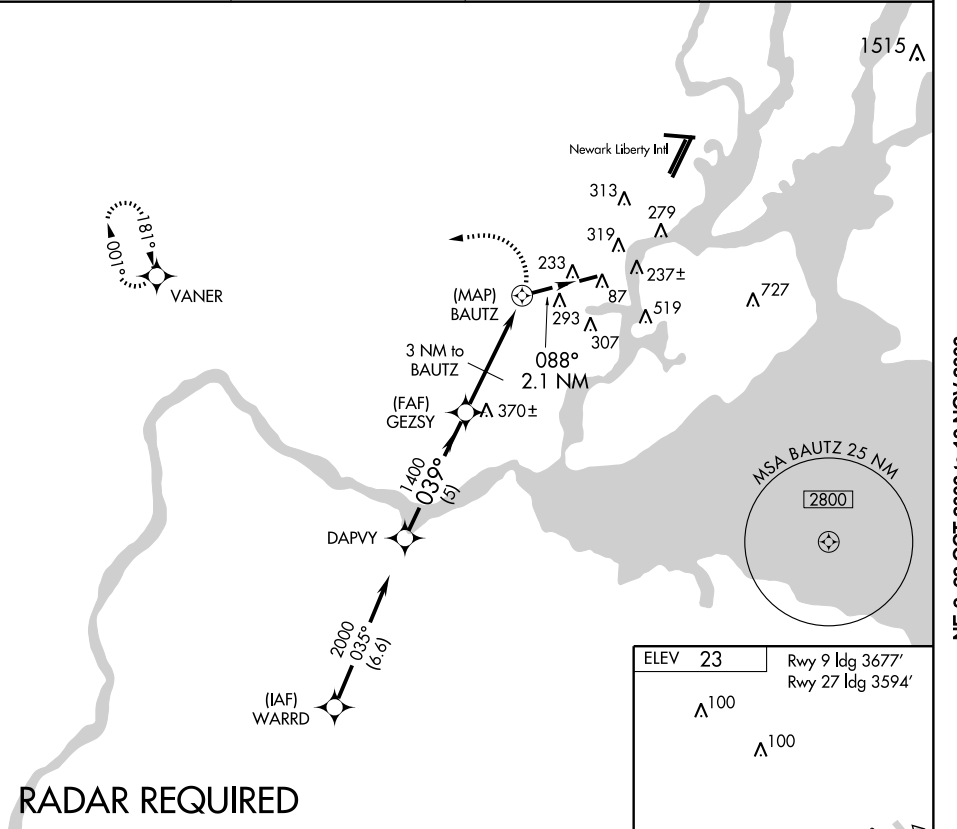 1515
Newark Liberty Intl
313
279
319
181°
001°
VANER
233
237±
(MAP)
BAUTZ
87
727
293
519
307
3 NM to
BAUTZ
088°
2.1 NM
(FAF)
GEZSY
370±
1400
039°
(5)
MSA BAUTZ 25 NM
2800
DAPVY
2000
035°
(6.6)
(IAF)
WARRD
ELEV 23
Rwy 9 ldg 3677'
Rwy 27 ldg 3594'
100
100
RADAR REQUIRED